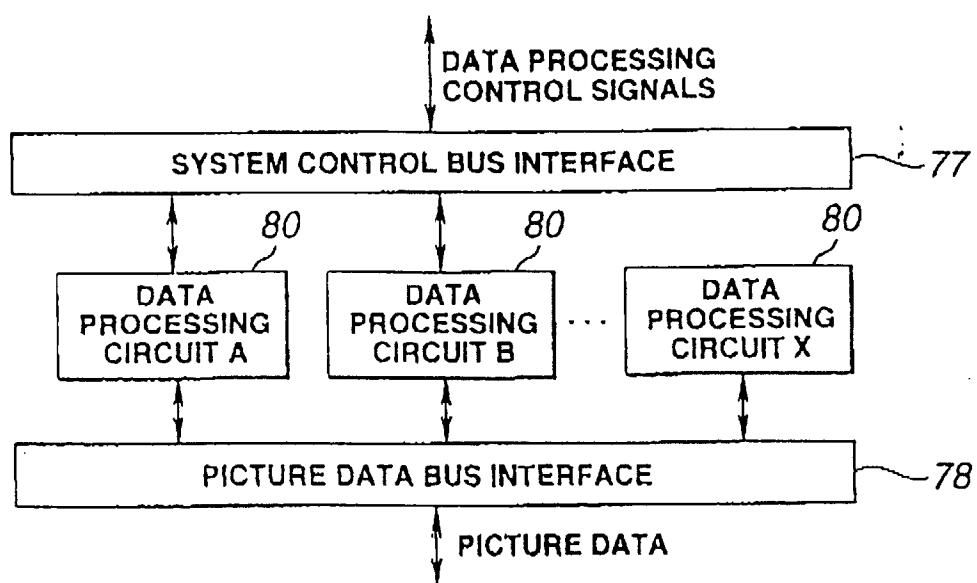 DATA PROCESSING
CONTROL SIGNALS
SYSTEM CONTROL BUS INTERFACE
77
80
80
80
DATA
PROCESSING
CIRCUIT A
DATA
PROCESSING
CIRCUIT B
...
DATA
PROCESSING
CIRCUIT X
PICTURE DATA BUS INTERFACE
78
PICTURE DATA